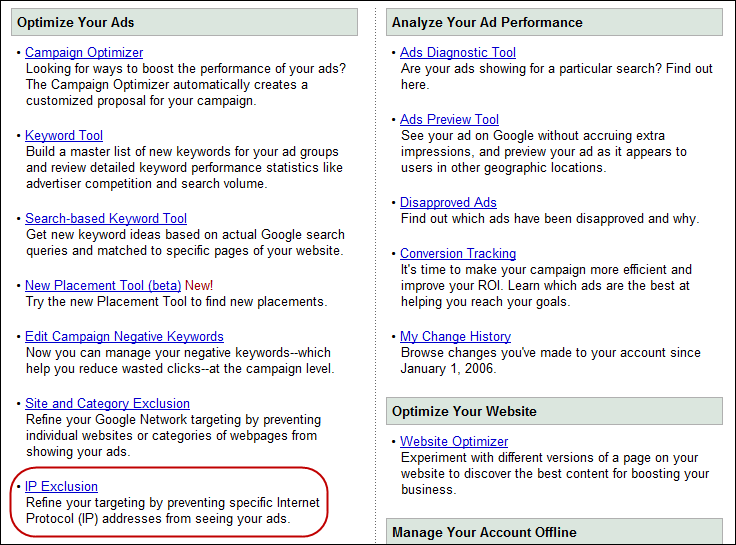 Optimize Your Ads
• Campaign Optimizer
Looking for ways to boost the performance of your ads?
The Campaign Optimizer automatically creates a
customized proposal for your campaign.
• Keyword Tool
Build a master list of new keywords for your ad groups
and review detailed keyword performance statistics like
advertiser competition and search volume.
• Search-based Keyword Tool
Get new keyword ideas based on actual Google search
queries and matched to specific pages of your website.
• New Placement Tool (beta) New!
Try the new Placement Tool to find new placements.
• Edit Campaign Negative Keywords
Now you can manage your negative keywords--which
help you reduce wasted clicks--at the campaign level.
• Site and Category Exclusion
Refine your Google Network targeting by preventing
individual websites or categories of webpages from
showing your ads.
• IP Exclusion
Refine your targeting by preventing specific Internet
Protocol (IP) addresses from seeing your ads.
Analyze Your Ad Performance
• Ads Diagnostic Tool
Are your ads showing for a particular search? Find out
here.
• Ads Preview Tool
See your ad on Google without accruing extra
impressions, and preview your ad as it appears to
users in other geographic locations.
• Disapproved Ads
Find out which ads have been disapproved and why.
• Conversion Tracking
It's time to make your campaign more efficient and
improve your ROI. Learn which ads are the best at
helping you reach your goals.
• My Change History
Browse changes you've made to your account since
January 1, 2006.
Optimize Your Website
• Website Optimizer
Experiment with different versions of a page on your
website to discover the best content for boosting your
business.
Manage Your Account Offline